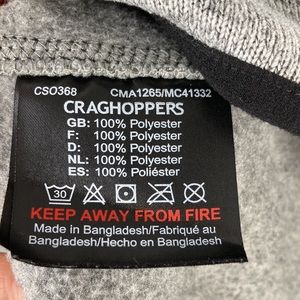 CSO368 CMA1265/MC41332
CRAGHOPPERS
GB: 100% Polyester
F: 100% Polyester
D: 100% Polyester
NL: 100% Polyester
ES: 100% Poliéster
30
KEEP AWAY FROM FIRE
Made in Bangladesh/Fabriqué au
Bangladesh/Hecho en Bangladesh